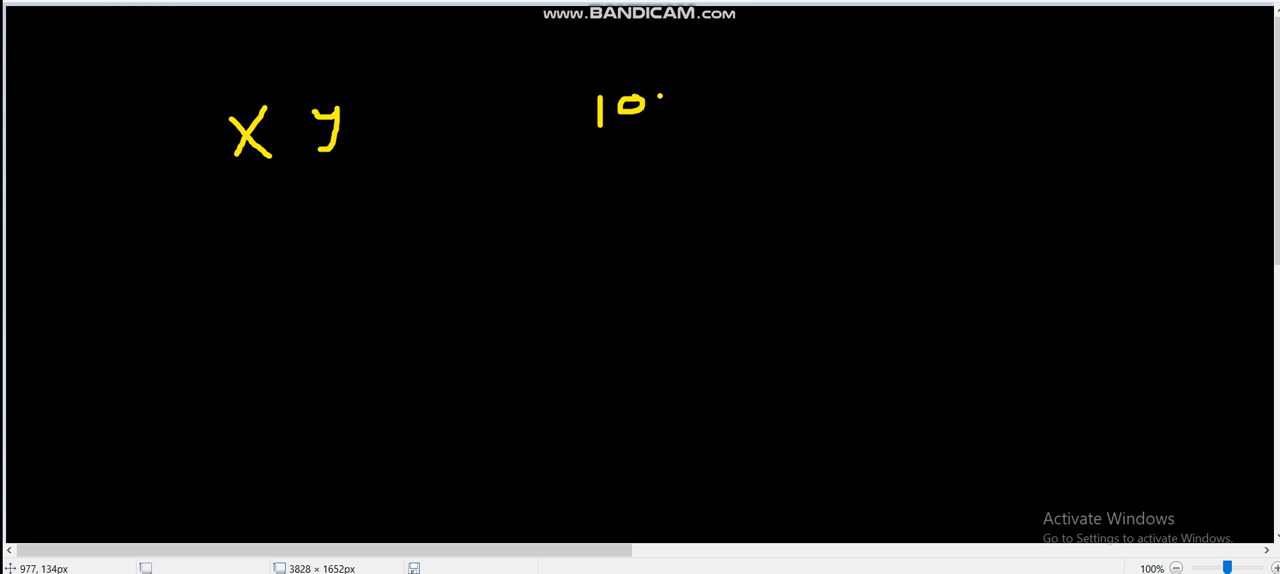 www.BANDICAM.com
X y 10
Activate Windows
Go to Settings to activate Windows.
977, 134px 3828 × 1652px 100%